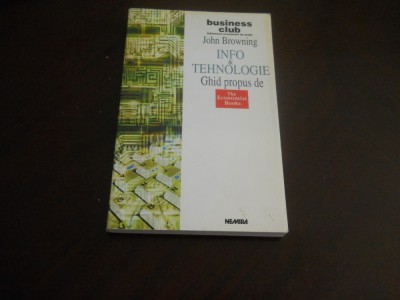 business
club
John Browning
INFO
&
TEHNOLOGIE
Ghid propus de
The
Economist
Books
NEMIRA